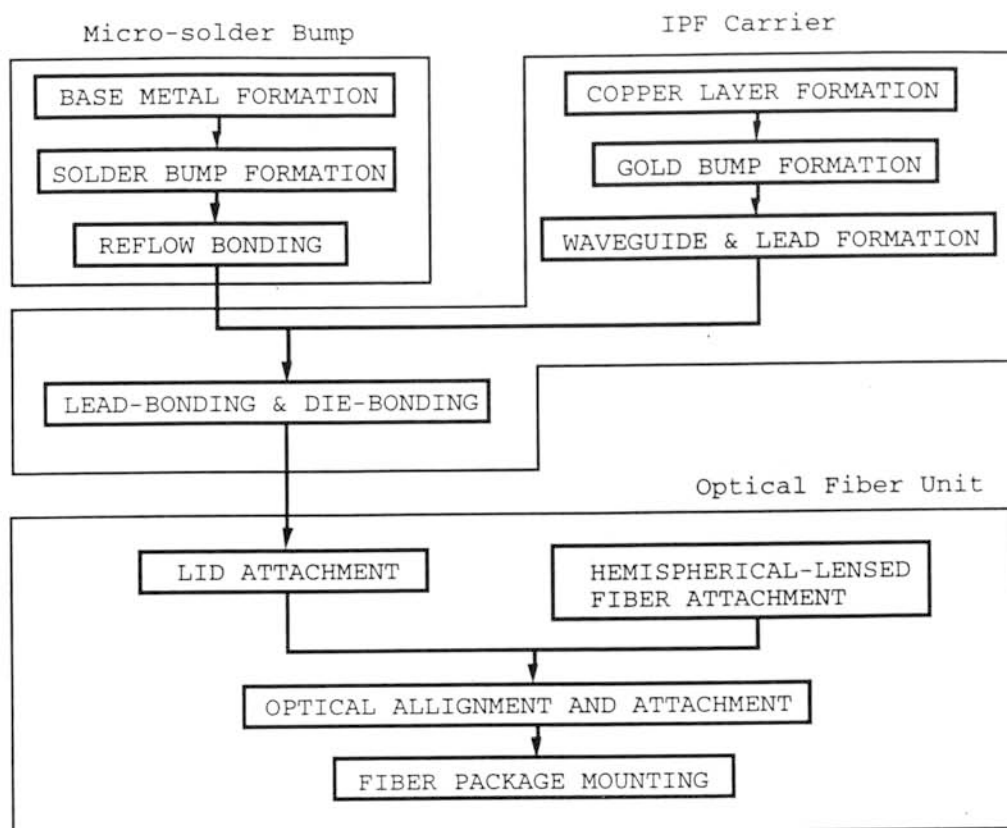 Micro-solder Bump
BASE METAL FORMATION
SOLDER BUMP FORMATION
REFLOW BONDING
IPF Carrier
COPPER LAYER FORMATION
GOLD BUMP FORMATION
WAVEGUIDE & LEAD FORMATION
LEAD-BONDING & DIE-BONDING
Optical Fiber Unit
LID ATTACHMENT
HEMISPHERICAL-LENSED
FIBER ATTACHMENT
OPTICAL ALLIGNMENT AND ATTACHMENT
FIBER PACKAGE MOUNTING